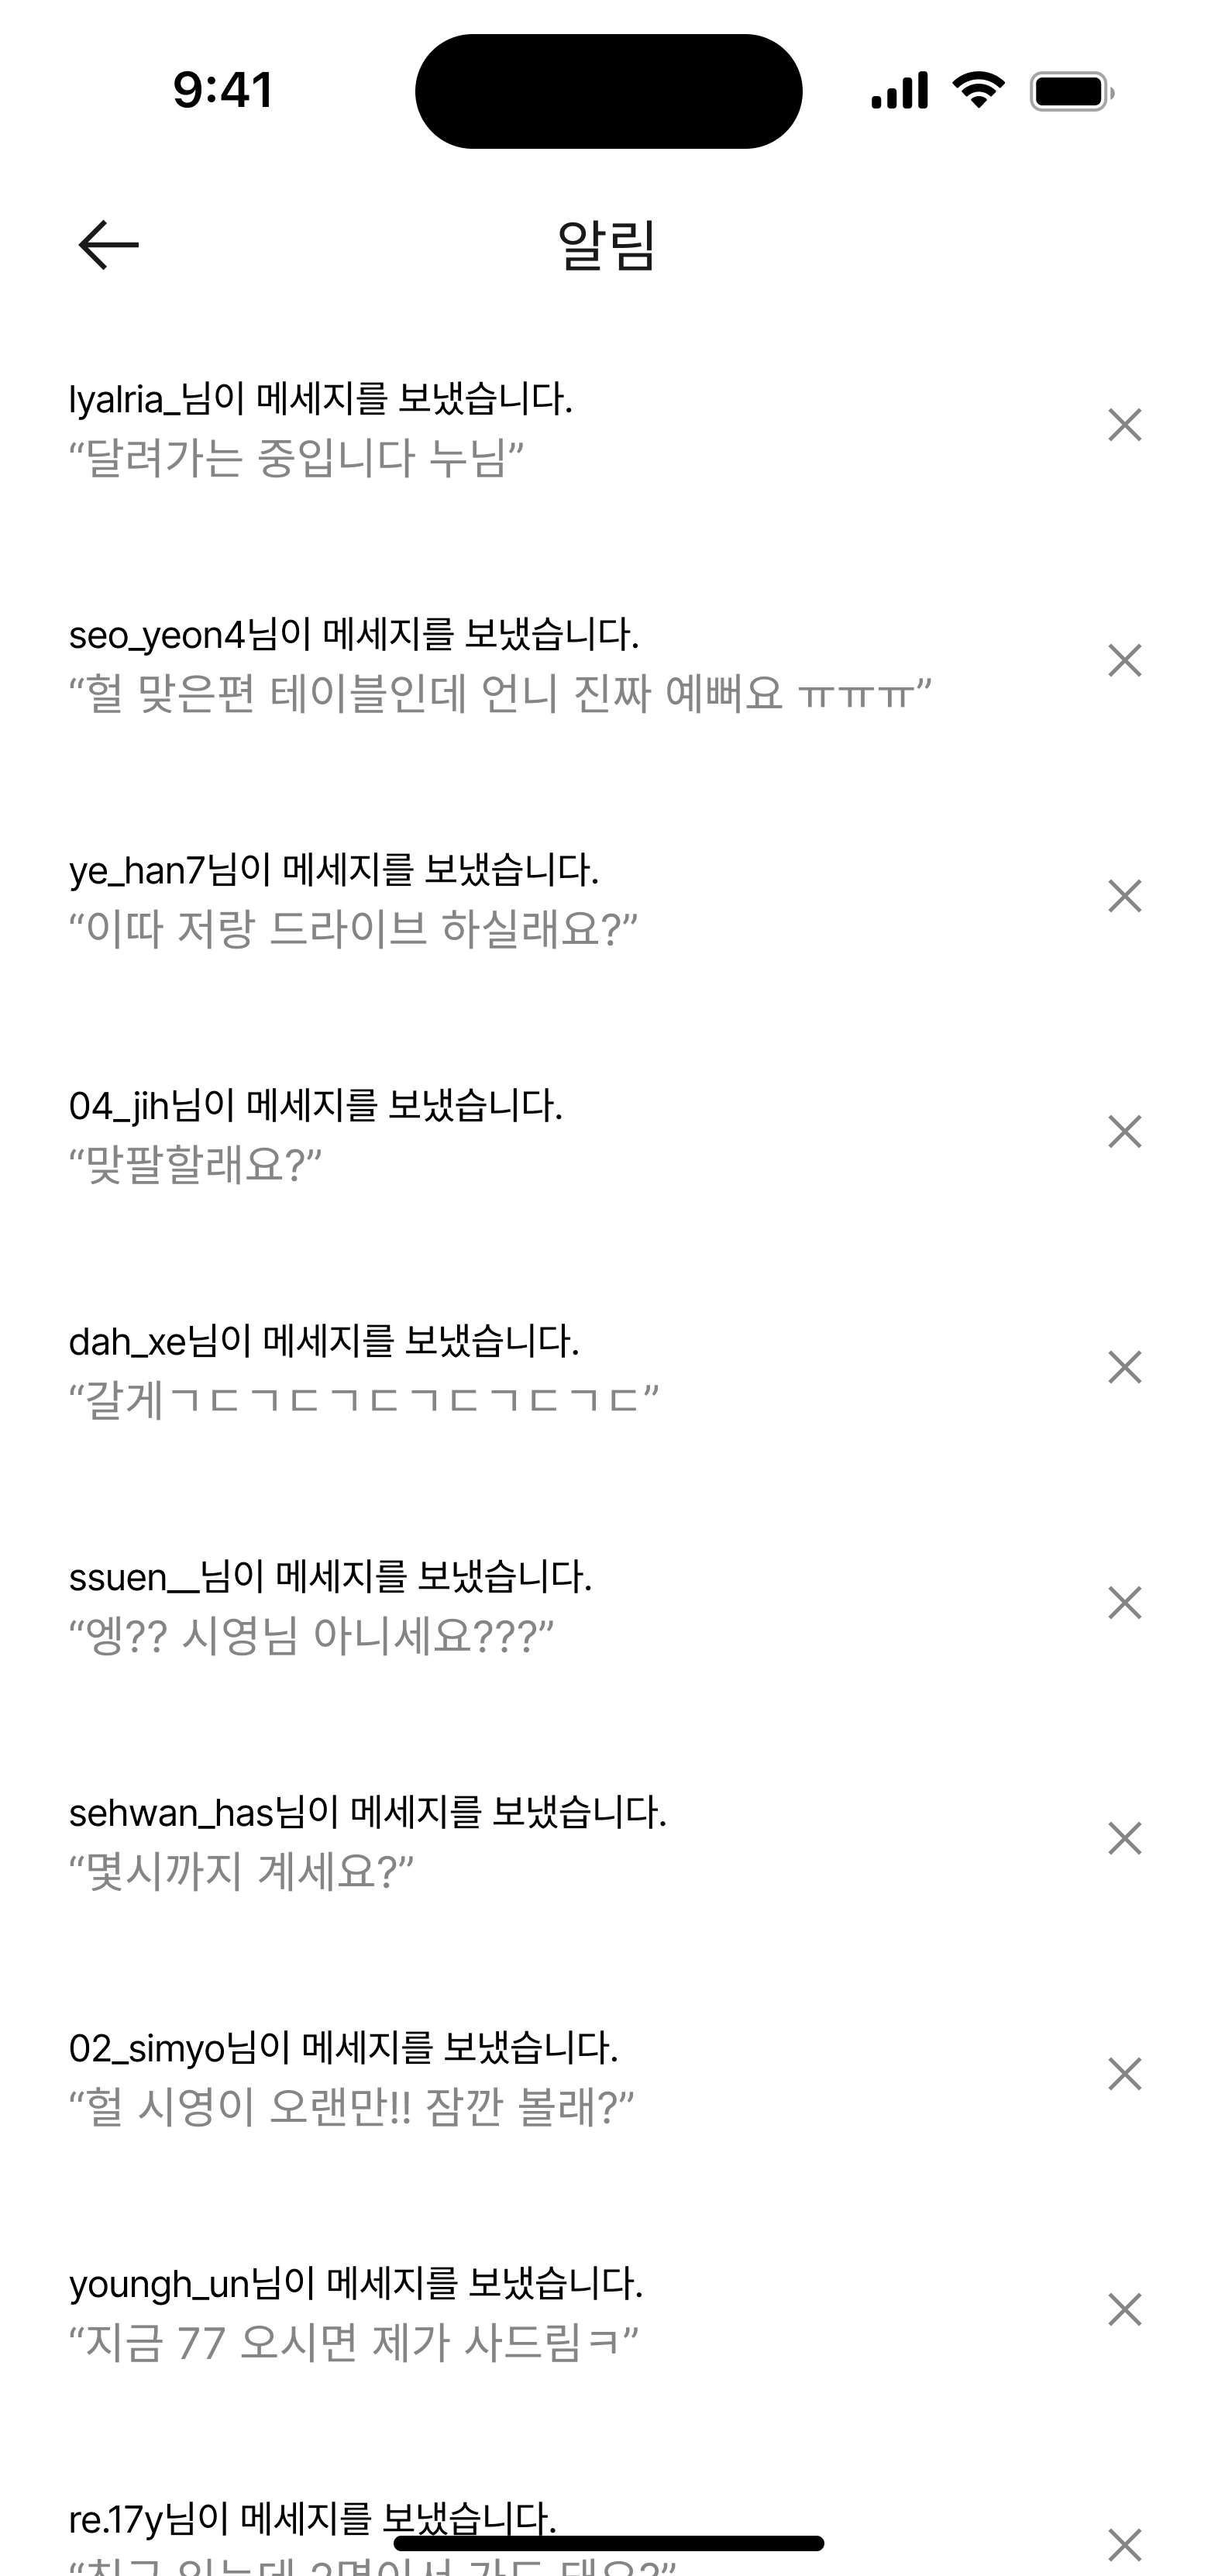 9:41
알림
lyalria_님이 메세지를 보냈습니다.
“달려가는 중입니다 누님”
seo_yeon4님이 메세지를 보냈습니다.
“헐 맞은편 테이블인데 언니 진짜 예뻐요 ㅠㅠㅠ”
ye_han7님이 메세지를 보냈습니다.
“이따 저랑 드라이브 하실래요?”
04_jih님이 메세지를 보냈습니다.
“맞팔할래요?”
dah_xe님이 메세지를 보냈습니다.
“갈게ㄱㄷㄱㄷㄱㄷㄱㄷㄱㄷㄱㄷ”
ssuen__님이 메세지를 보냈습니다.
“엥?? 시영님 아니세요???”
sehwan_has님이 메세지를 보냈습니다.
“몇시까지 계세요?”
02_simyo님이 메세지를 보냈습니다.
“헐 시영이 오랜만!! 잠깐 볼래?”
youngh_un님이 메세지를 보냈습니다.
“지금 77 오시면 제가 사드림ㅋ”
re.17y님이 메세지를 보냈습니다.